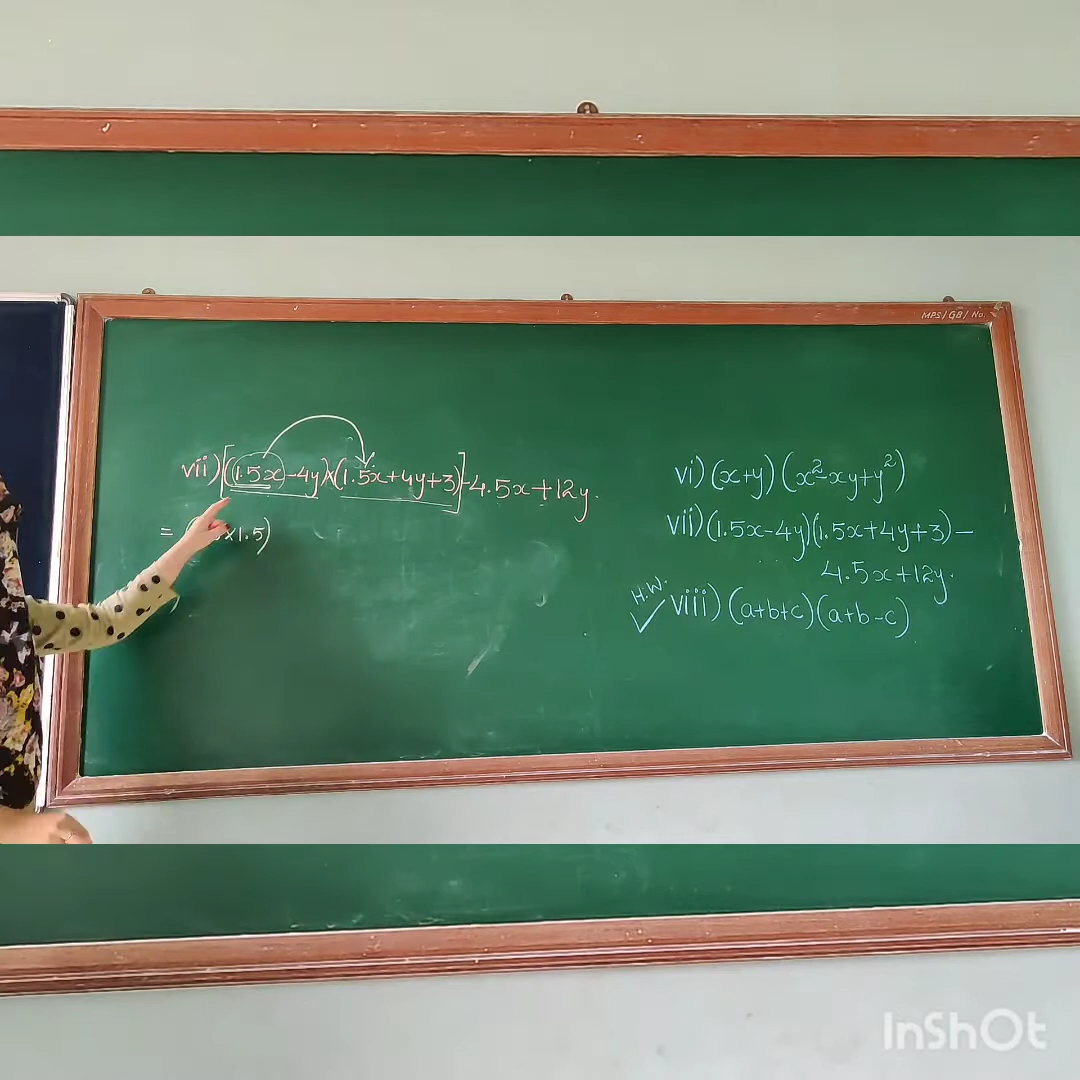 MPS/GB/No.
vii) [(1.5x-4y)×(1.5x+4y+3)]-4.5x+12y.
= ×1.5)
vi) (x+y) (x²-xy+y²)
vii) (1.5x-4y)(1.5x+4y+3)-
4.5x+12y.
H.W.
✓ viii) (a+b+c)(a+b-c)
InShOt